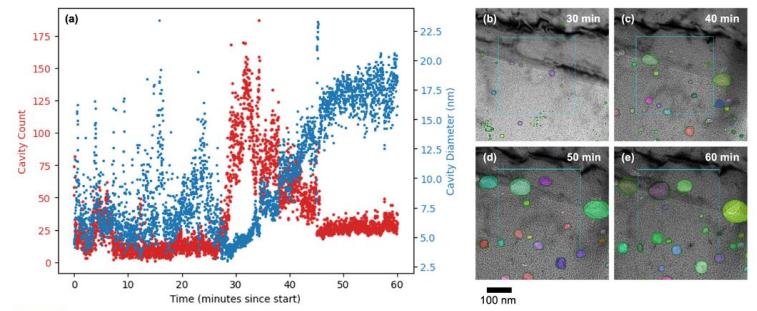 (a)
175
150
125
100
75
50
25
0
Cavity Count
22.5
20.0
17.5
15.0
12.5
10.0
7.5
5.0
2.5
Cavity Diameter (nm)
0 10 20 30 40 50 60
Time (minutes since start)
(b) 30 min
(c) 40 min
(d) 50 min
(e) 60 min
100 nm